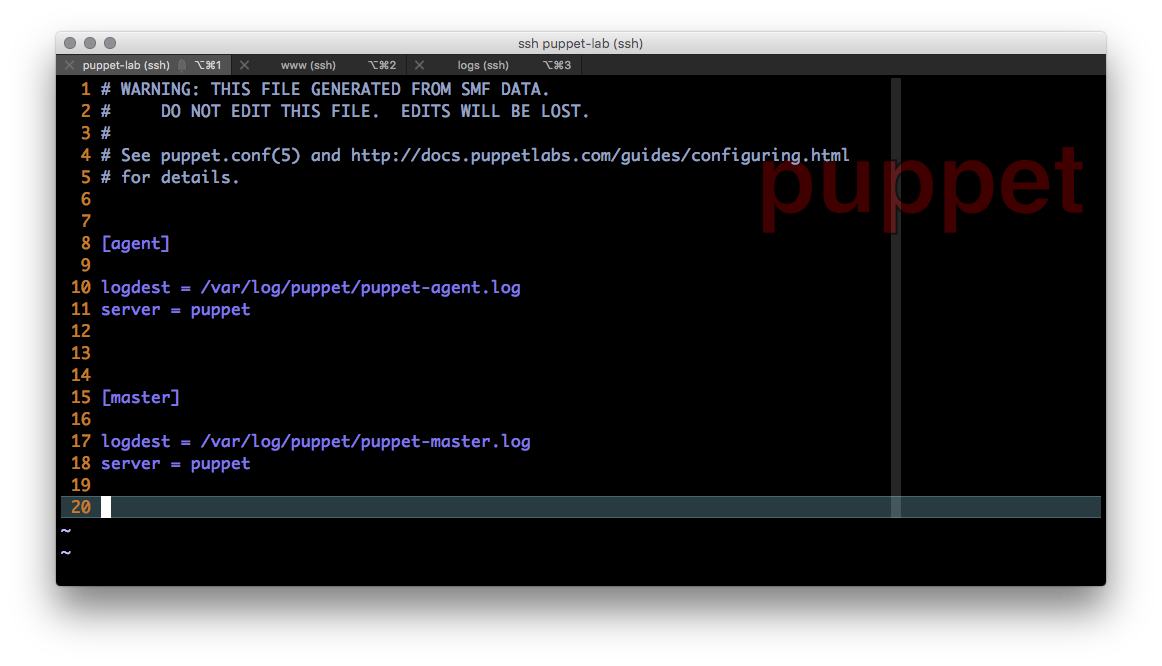 ssh puppet-lab (ssh)
puppet-lab (ssh) ⌥⌘1 www (ssh) ⌥⌘2 logs (ssh) ⌥⌘3
1 # WARNING: THIS FILE GENERATED FROM SMF DATA.
2 #     DO NOT EDIT THIS FILE.  EDITS WILL BE LOST.
3 #
4 # See puppet.conf(5) and http://docs.puppetlabs.com/guides/configuring.html
5 # for details.
puppet
6
7
8 [agent]
9
10 logdest = /var/log/puppet/puppet-agent.log
11 server = puppet
12
13
14
15 [master]
16
17 logdest = /var/log/puppet/puppet-master.log
18 server = puppet
19
20
~
~